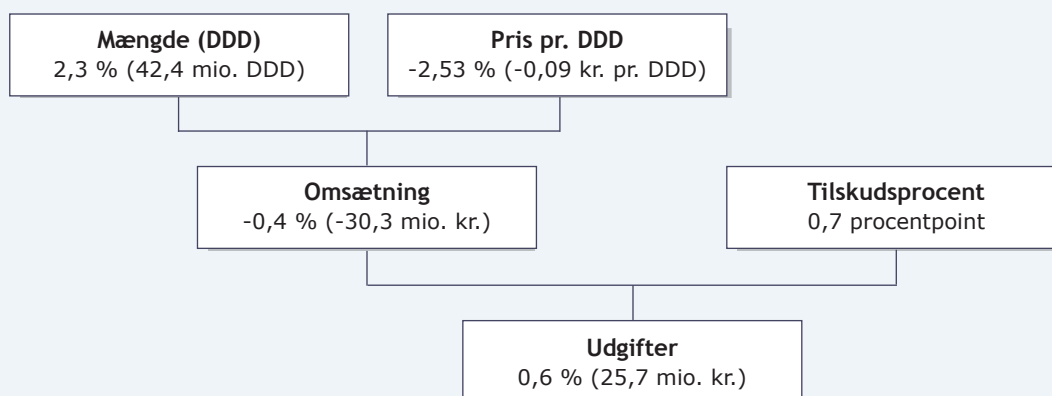 Mængde (DDD)
2,3 % (42,4 mio. DDD)
Pris pr. DDD
-2,53 % (-0,09 kr. pr. DDD)
Omsætning
-0,4 % (-30,3 mio. kr.)
Tilskudsprocent
0,7 procentpoint
Udgifter
0,6 % (25,7 mio. kr.)